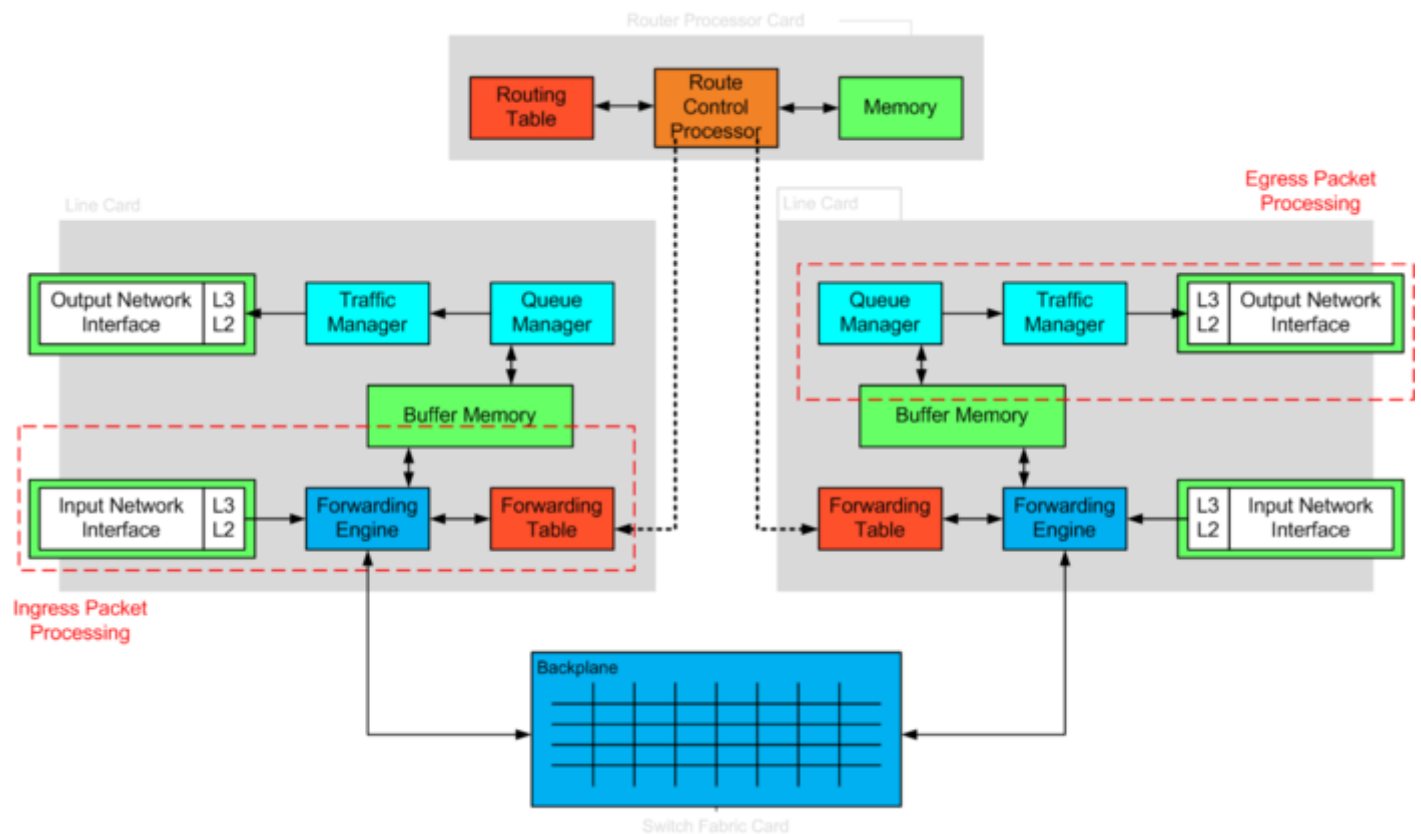 Router Processor Card
Routing
Table
Route
Control
Processor
Memory
Line Card
Output Network
Interface
L3
L2
Traffic
Manager
Queue
Manager
Buffer Memory
Input Network
Interface
L3
L2
Forwarding
Engine
Forwarding
Table
Ingress Packet
Processing
Line Card
Egress Packet
Processing
Queue
Manager
Traffic
Manager
L3
L2
Output Network
Interface
Buffer Memory
Forwarding
Table
Forwarding
Engine
L3
L2
Input Network
Interface
Backplane
Switch Fabric Card